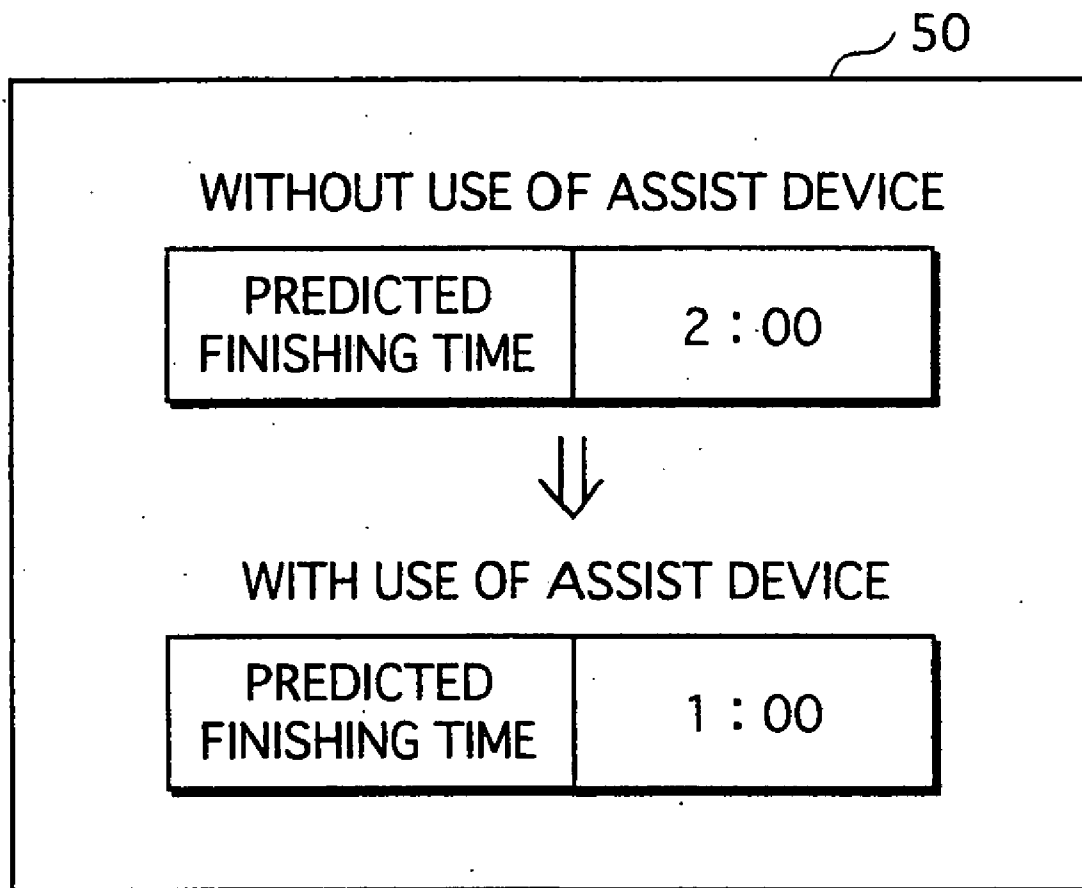 50
WITHOUT USE OF ASSIST DEVICE
PREDICTED
FINISHING TIME
2 : 00
WITH USE OF ASSIST DEVICE
PREDICTED
FINISHING TIME
1 : 00